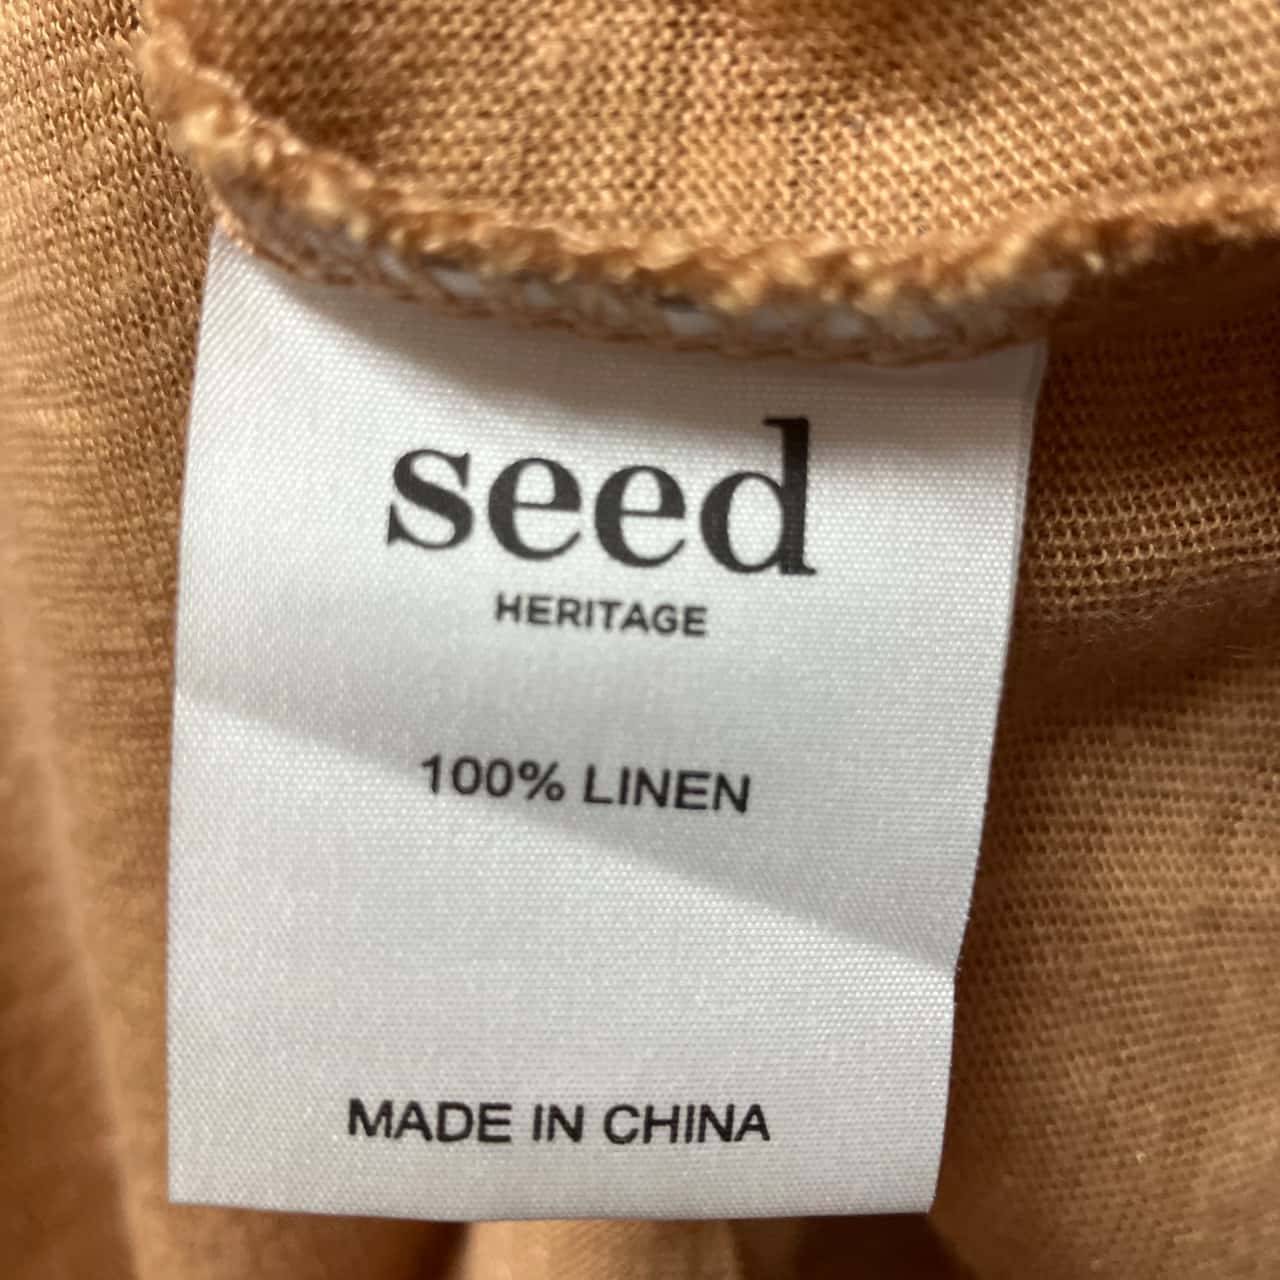 seed
HERITAGE
100% LINEN
MADE IN CHINA